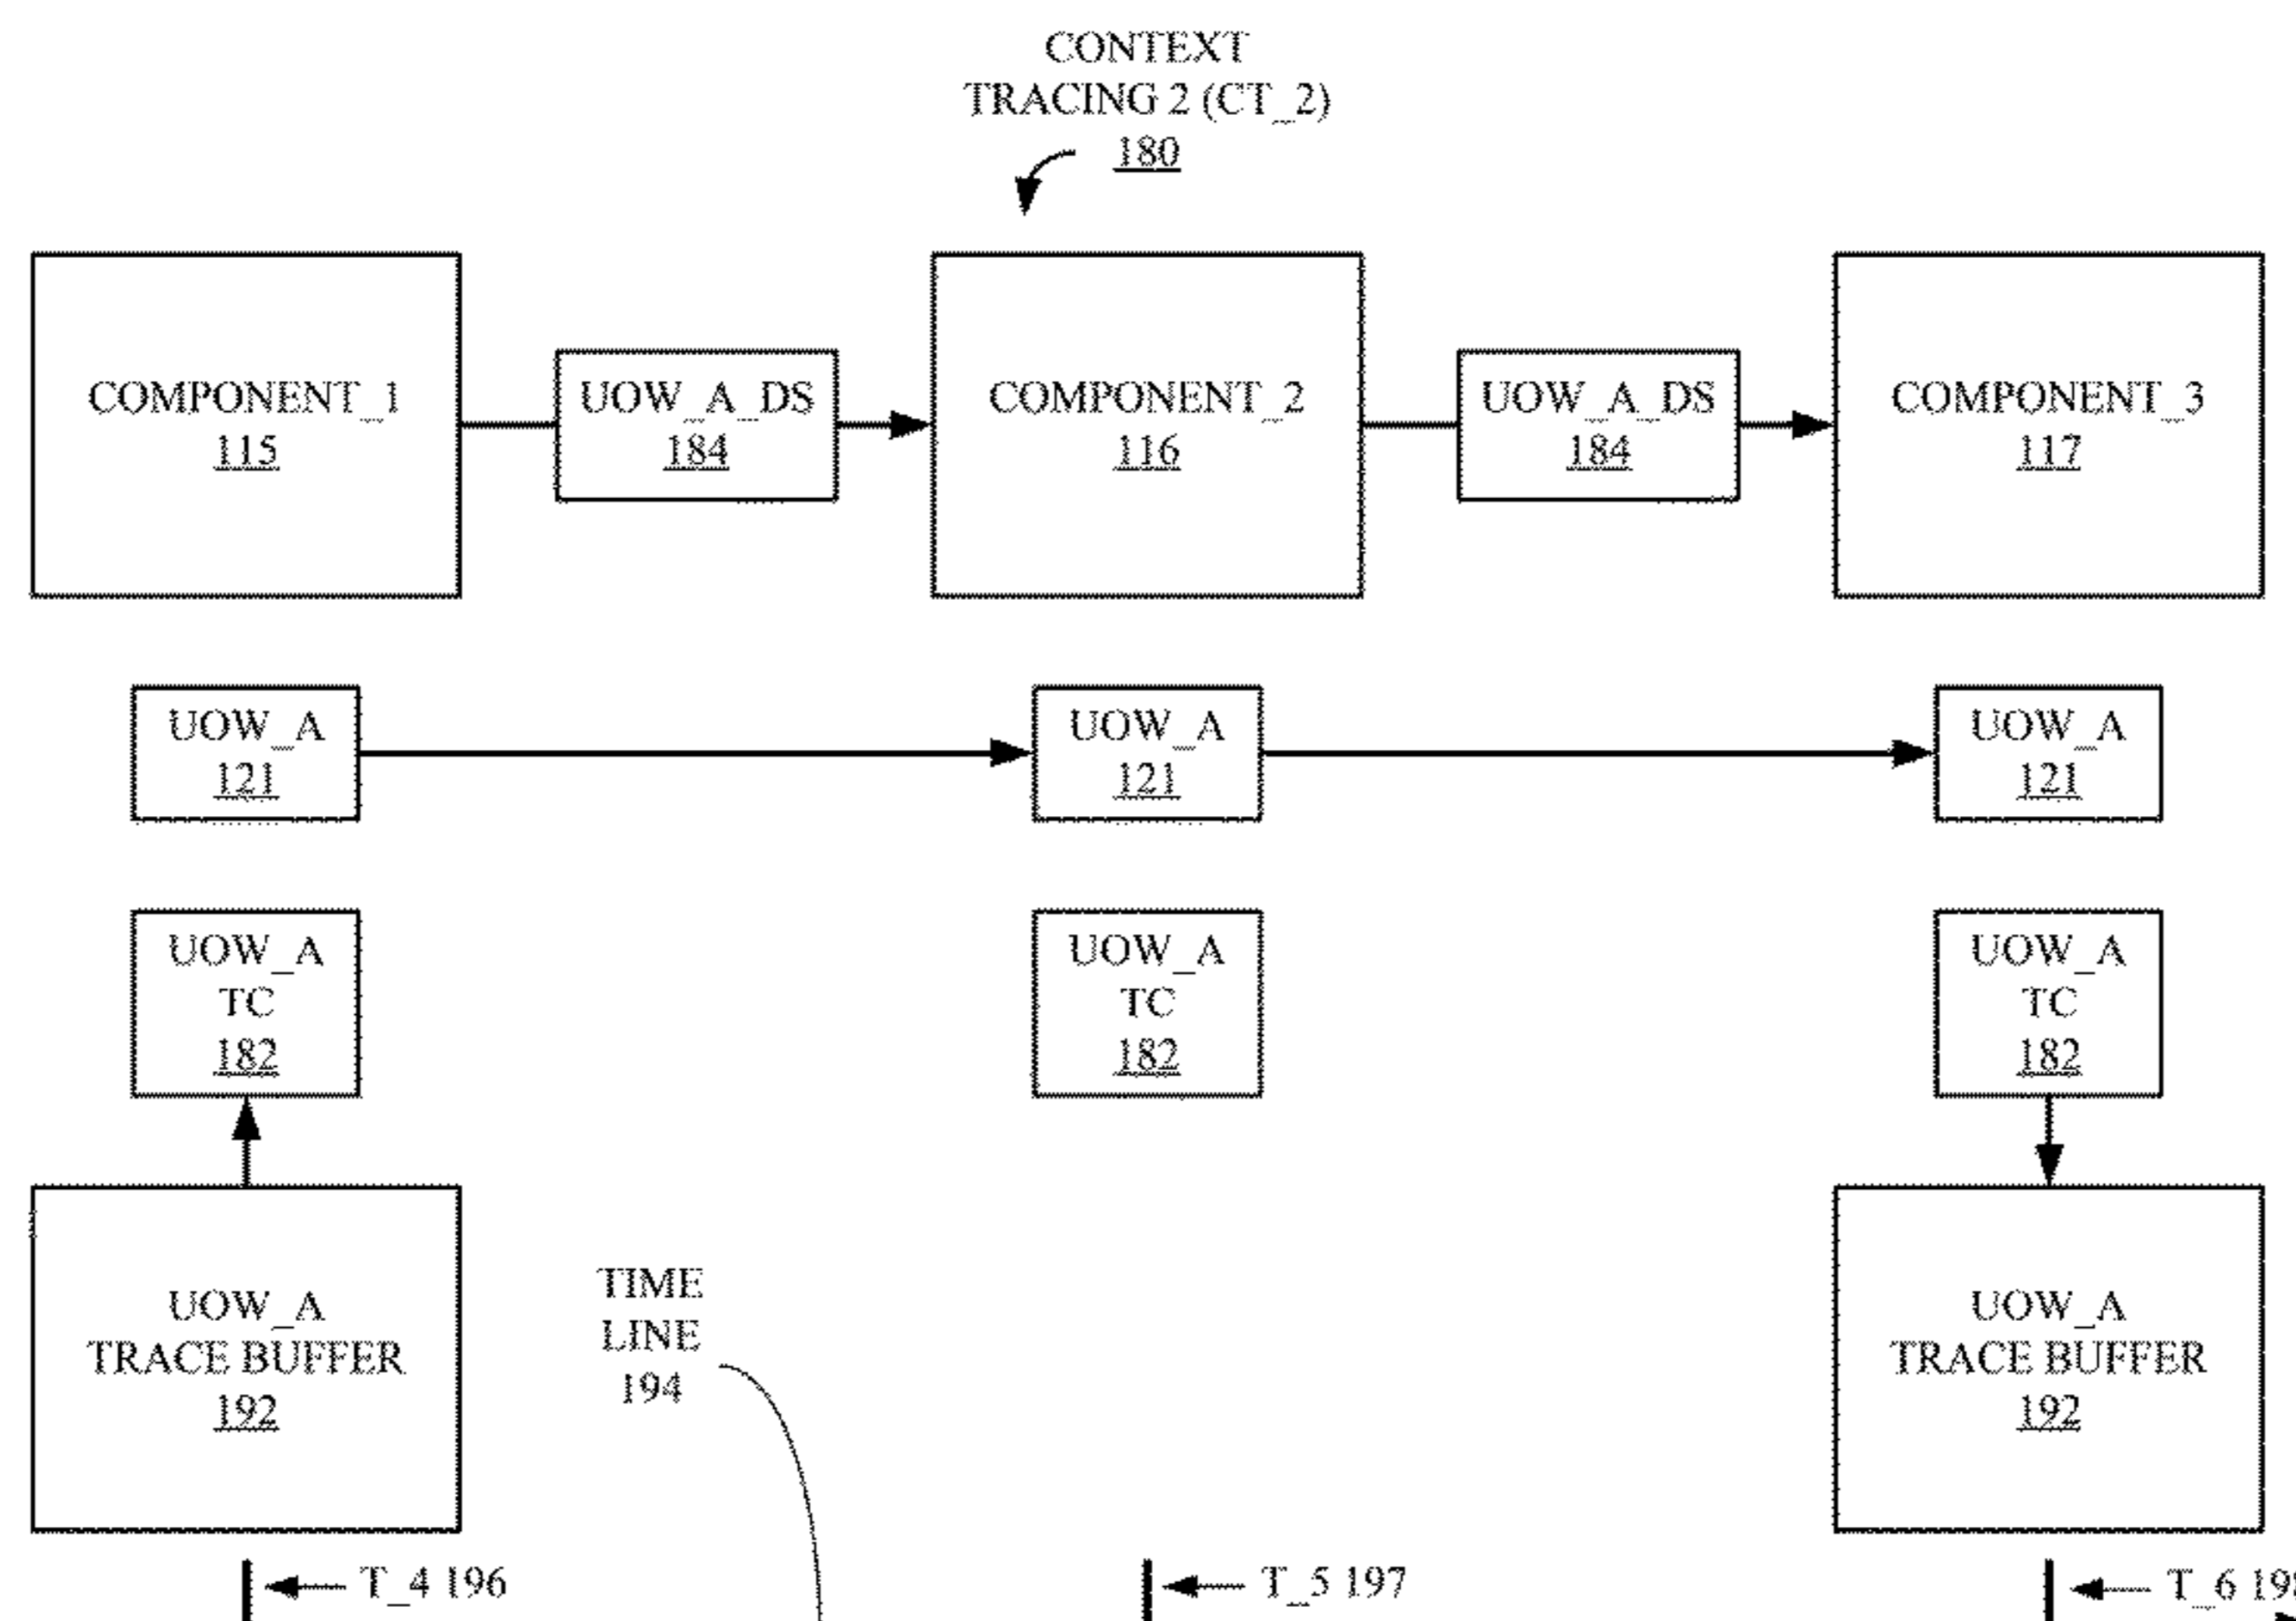 CONTEXT
TRACING 2 (CT_2)
180
COMPONENT_1
115
UOW_A_DS
184
COMPONENT_2
116
UOW_A_DS
184
COMPONENT_3
117
UOW_A
121
UOW_A
121
UOW_A
121
UOW_A
TC
182
UOW_A
TC
182
UOW_A
TC
182
UOW_A
TRACE BUFFER
192
TIME
LINE
194
UOW_A
TRACE BUFFER
192
T_4 196
T_5 197
T_6 198